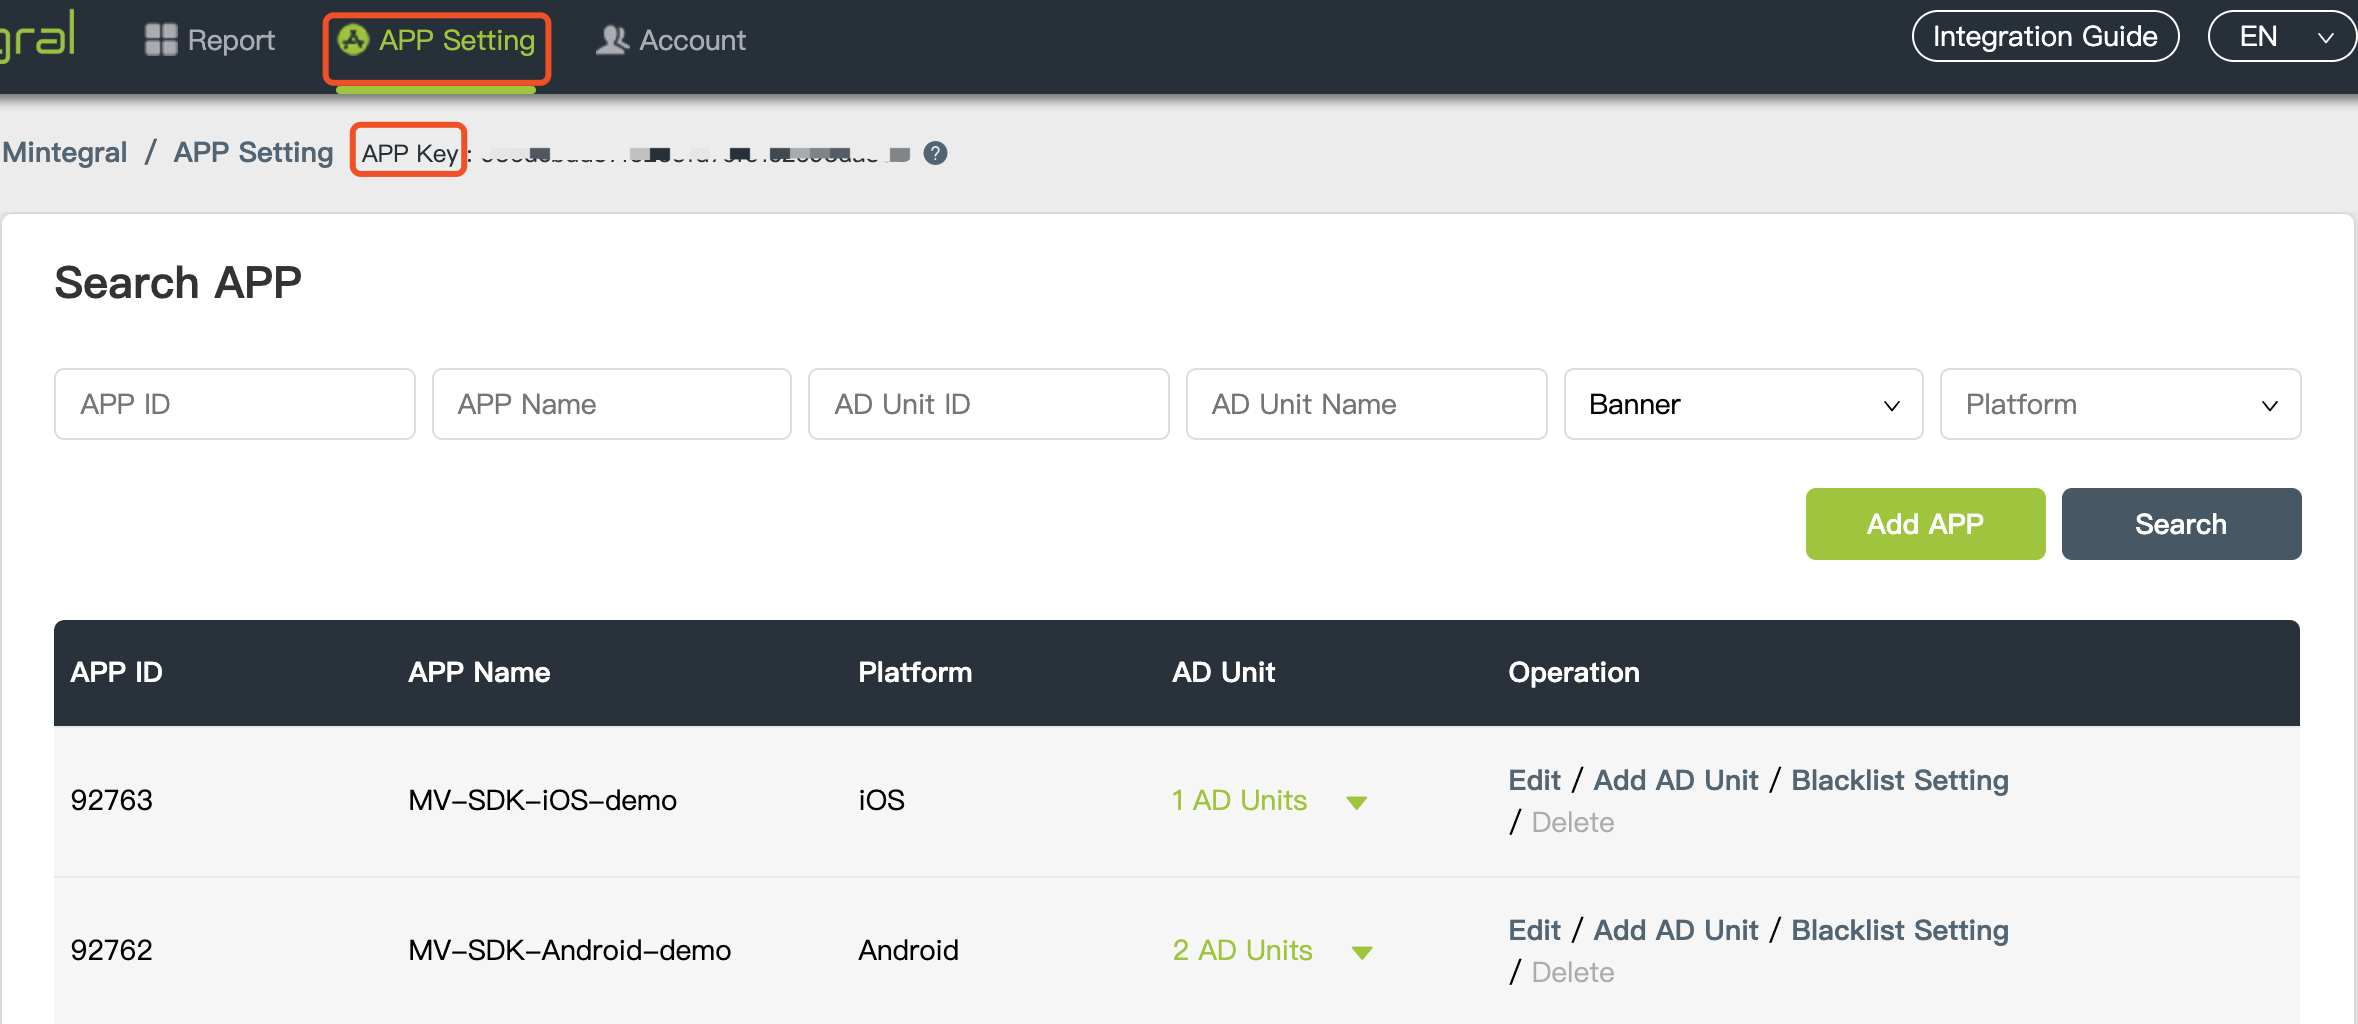 gral Report APP Setting Account Integration Guide EN
Mintegral / APP Setting APP Key : ?
Search APP
APP ID APP Name AD Unit ID AD Unit Name Banner Platform
Add APP Search
APP ID APP Name Platform AD Unit Operation
92763 MV-SDK-iOS-demo iOS 1 AD Units Edit / Add AD Unit / Blacklist Setting
/ Delete
92762 MV-SDK-Android-demo Android 2 AD Units Edit / Add AD Unit / Blacklist Setting
/ Delete